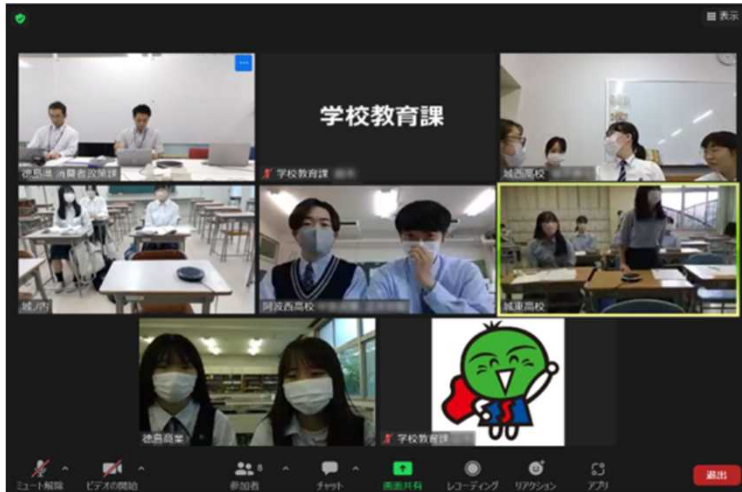 表示
徳島県 消費者政策課
学校教育課
学校教育課
城西高校
城ノ内
阿波西高校
城東高校
徳島商業
学校教育課
ミュート解除
ビデオの開始
8
参加者
チャット
画面共有
レコーディング
リアクション
アプリ
退出